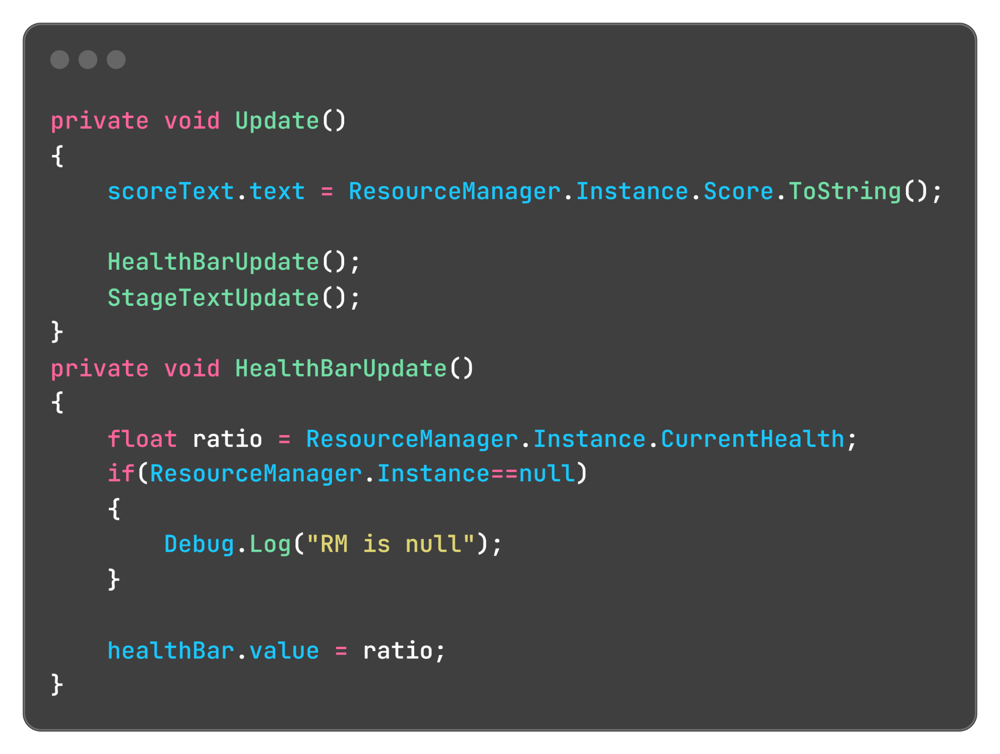 private void Update()
{
    scoreText.text = ResourceManager.Instance.Score.ToString();

    HealthBarUpdate();
    StageTextUpdate();
}
private void HealthBarUpdate()
{
    float ratio = ResourceManager.Instance.CurrentHealth;
    if(ResourceManager.Instance==null)
    {
        Debug.Log("RM is null");
    }

    healthBar.value = ratio;
}